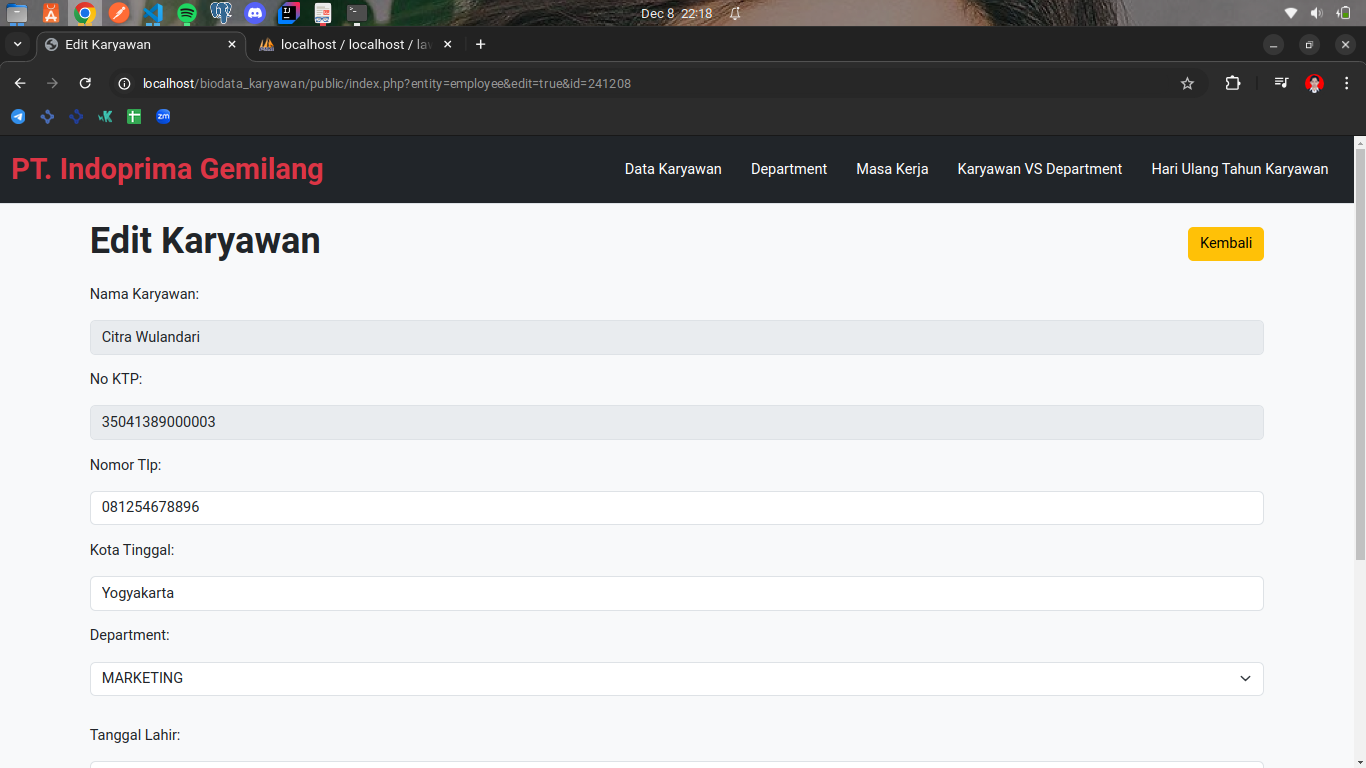 Dec 8 22:18
Edit Karyawan
localhost / localhost / la
localhost/biodata_karyawan/public/index.php?entity=employee&edit=true&id=241208
zm
PT. Indoprima Gemilang
Data Karyawan Department Masa Kerja Karyawan VS Department Hari Ulang Tahun Karyawan
Edit Karyawan
Kembali
Nama Karyawan:
Citra Wulandari
No KTP:
35041389000003
Nomor Tlp:
081254678896
Kota Tinggal:
Yogyakarta
Department:
MARKETING
Tanggal Lahir: